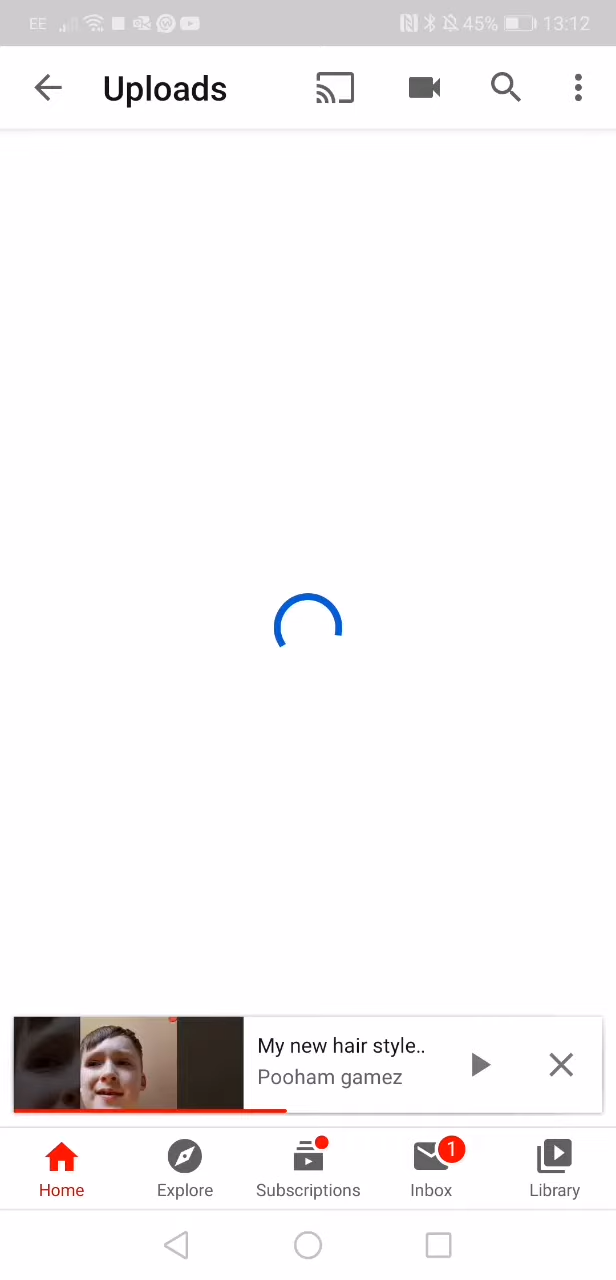 EE 45% 13:12
Uploads
My new hair style..
Pooham gamez
1
Home Explore Subscriptions Inbox Library